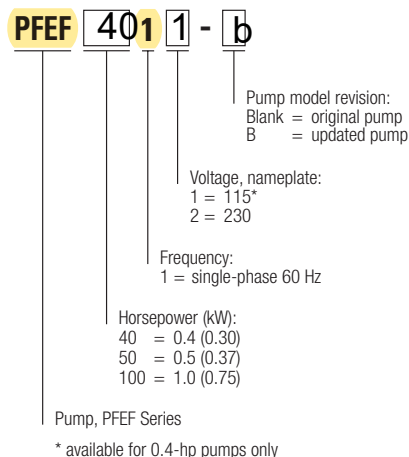 PFEF 40 1 1 - b
Pump model revision:
Blank = original pump
B = updated pump
Voltage, nameplate:
1 = 115*
2 = 230
Frequency:
1 = single-phase 60 Hz
Horsepower (kW):
40 = 0.4 (0.30)
50 = 0.5 (0.37)
100 = 1.0 (0.75)
Pump, PFEF Series
* available for 0.4-hp pumps only